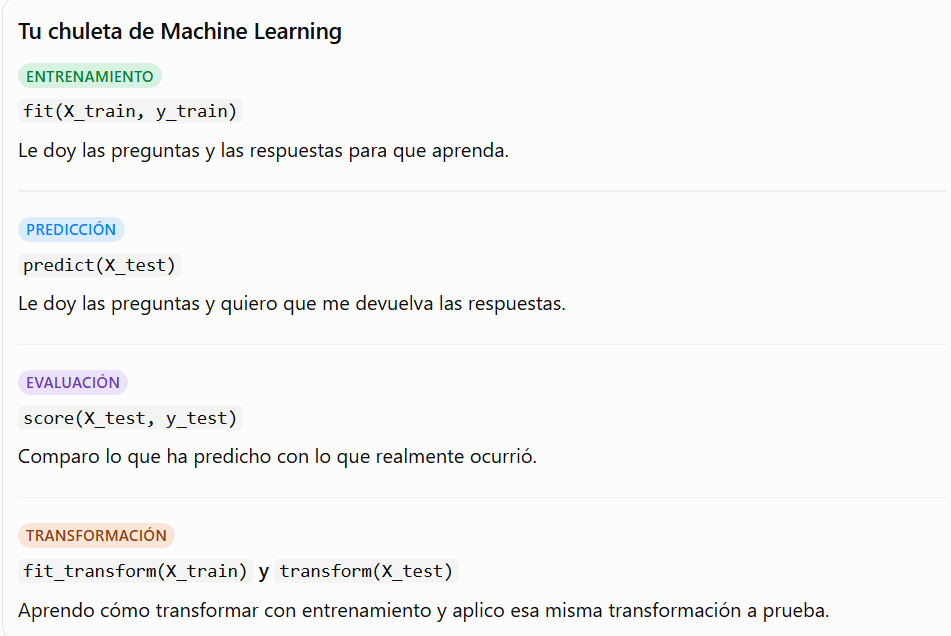 Tu chuleta de Machine Learning
ENTRENAMIENTO
fit(X_train, y_train)
Le doy las preguntas y las respuestas para que aprenda.
PREDICCIÓN
predict(X_test)
Le doy las preguntas y quiero que me devuelva las respuestas.
EVALUACIÓN
score(X_test, y_test)
Comparo lo que ha predicho con lo que realmente ocurrió.
TRANSFORMACIÓN
fit_transform(X_train) y transform(X_test)
Aprendo cómo transformar con entrenamiento y aplico esa misma transformación a prueba.